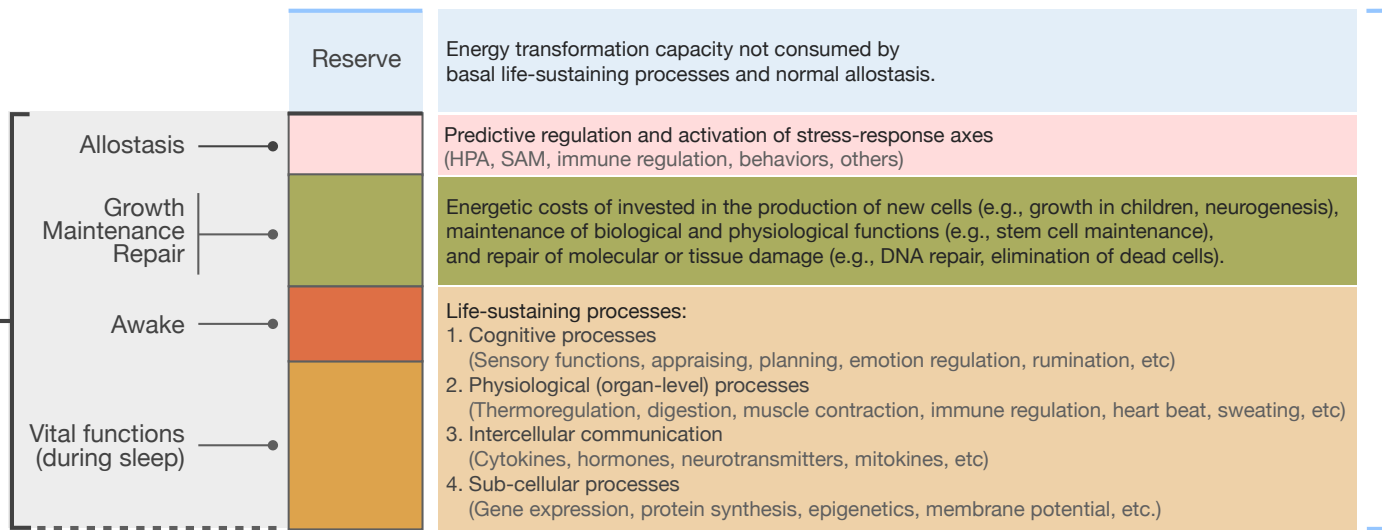 Reserve
Energy transformation capacity not consumed by
basal life-sustaining processes and normal allostasis.
Allostasis
Predictive regulation and activation of stress-response axes
(HPA, SAM, immune regulation, behaviors, others)
Growth
Maintenance
Repair
Energetic costs of invested in the production of new cells (e.g., growth in children, neurogenesis),
maintenance of biological and physiological functions (e.g., stem cell maintenance),
and repair of molecular or tissue damage (e.g., DNA repair, elimination of dead cells).
Awake
Vital functions
(during sleep)
Life-sustaining processes:
1. Cognitive processes
(Sensory functions, appraising, planning, emotion regulation, rumination, etc)
2. Physiological (organ-level) processes
(Thermoregulation, digestion, muscle contraction, immune regulation, heart beat, sweating, etc)
3. Intercellular communication
(Cytokines, hormones, neurotransmitters, mitokines, etc)
4. Sub-cellular processes
(Gene expression, protein synthesis, epigenetics, membrane potential, etc.)